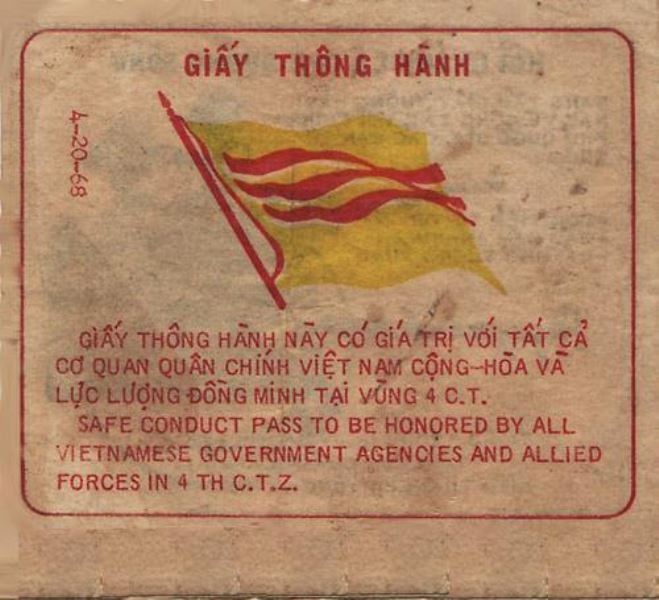 GIẤY THÔNG HÀNH
4-20-68
GIẤY THÔNG HÀNH NÀY CÓ GIÁ TRỊ VỚI TẤT CẢ
CƠ QUAN QUÂN CHÍNH VIỆT NAM CỘNG-HÒA VÀ
LỰC LƯỢNG ĐỒNG MINH TẠI VÙNG 4 C.T.
SAFE CONDUCT PASS TO BE HONORED BY ALL
VIETNAMESE GOVERNMENT AGENCIES AND ALLIED
FORCES IN 4 TH C.T.Z.